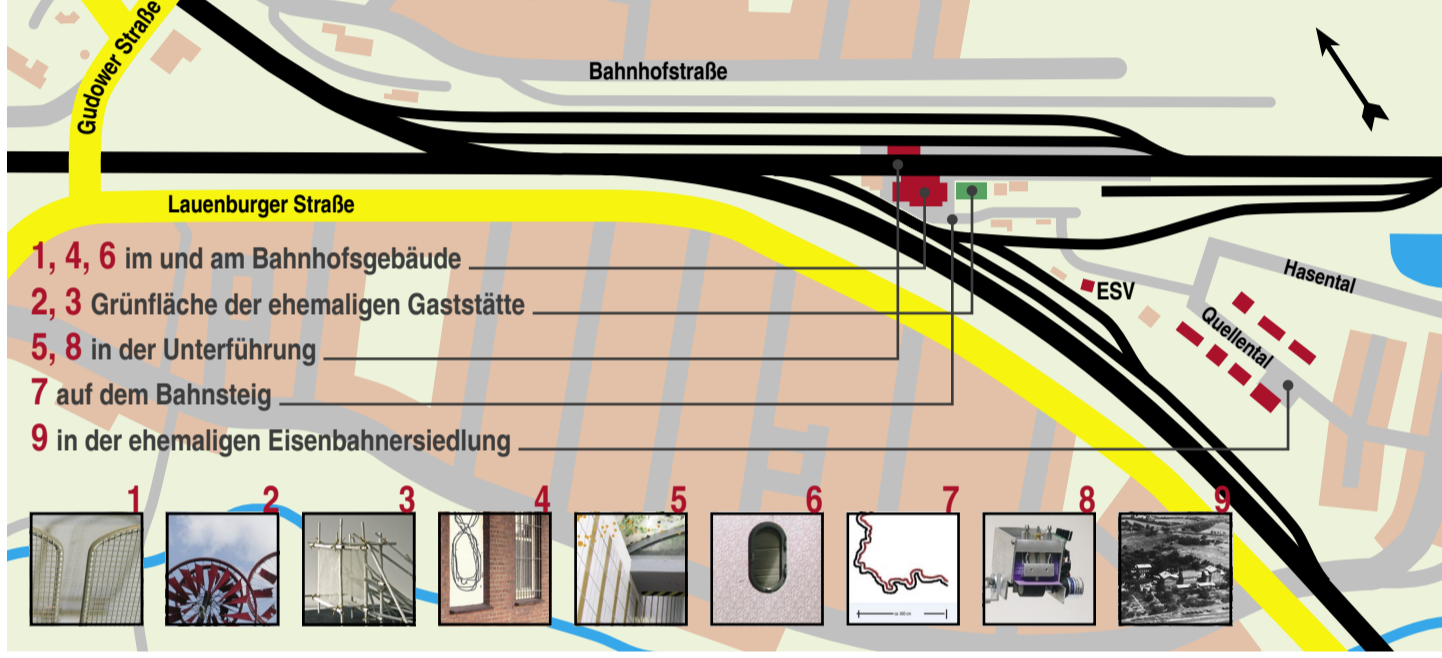 Gudower Straße
Bahnhofstraße
Lauenburger Straße
1, 4, 6 im und am Bahnhofsgebäude
2, 3 Grünfläche der ehemaligen Gaststätte
5, 8 in der Unterführung
7 auf dem Bahnsteig
9 in der ehemaligen Eisenbahnersiedlung
ESV
Hasental
Quellental
1 2 3 4 5 6 7 8 9